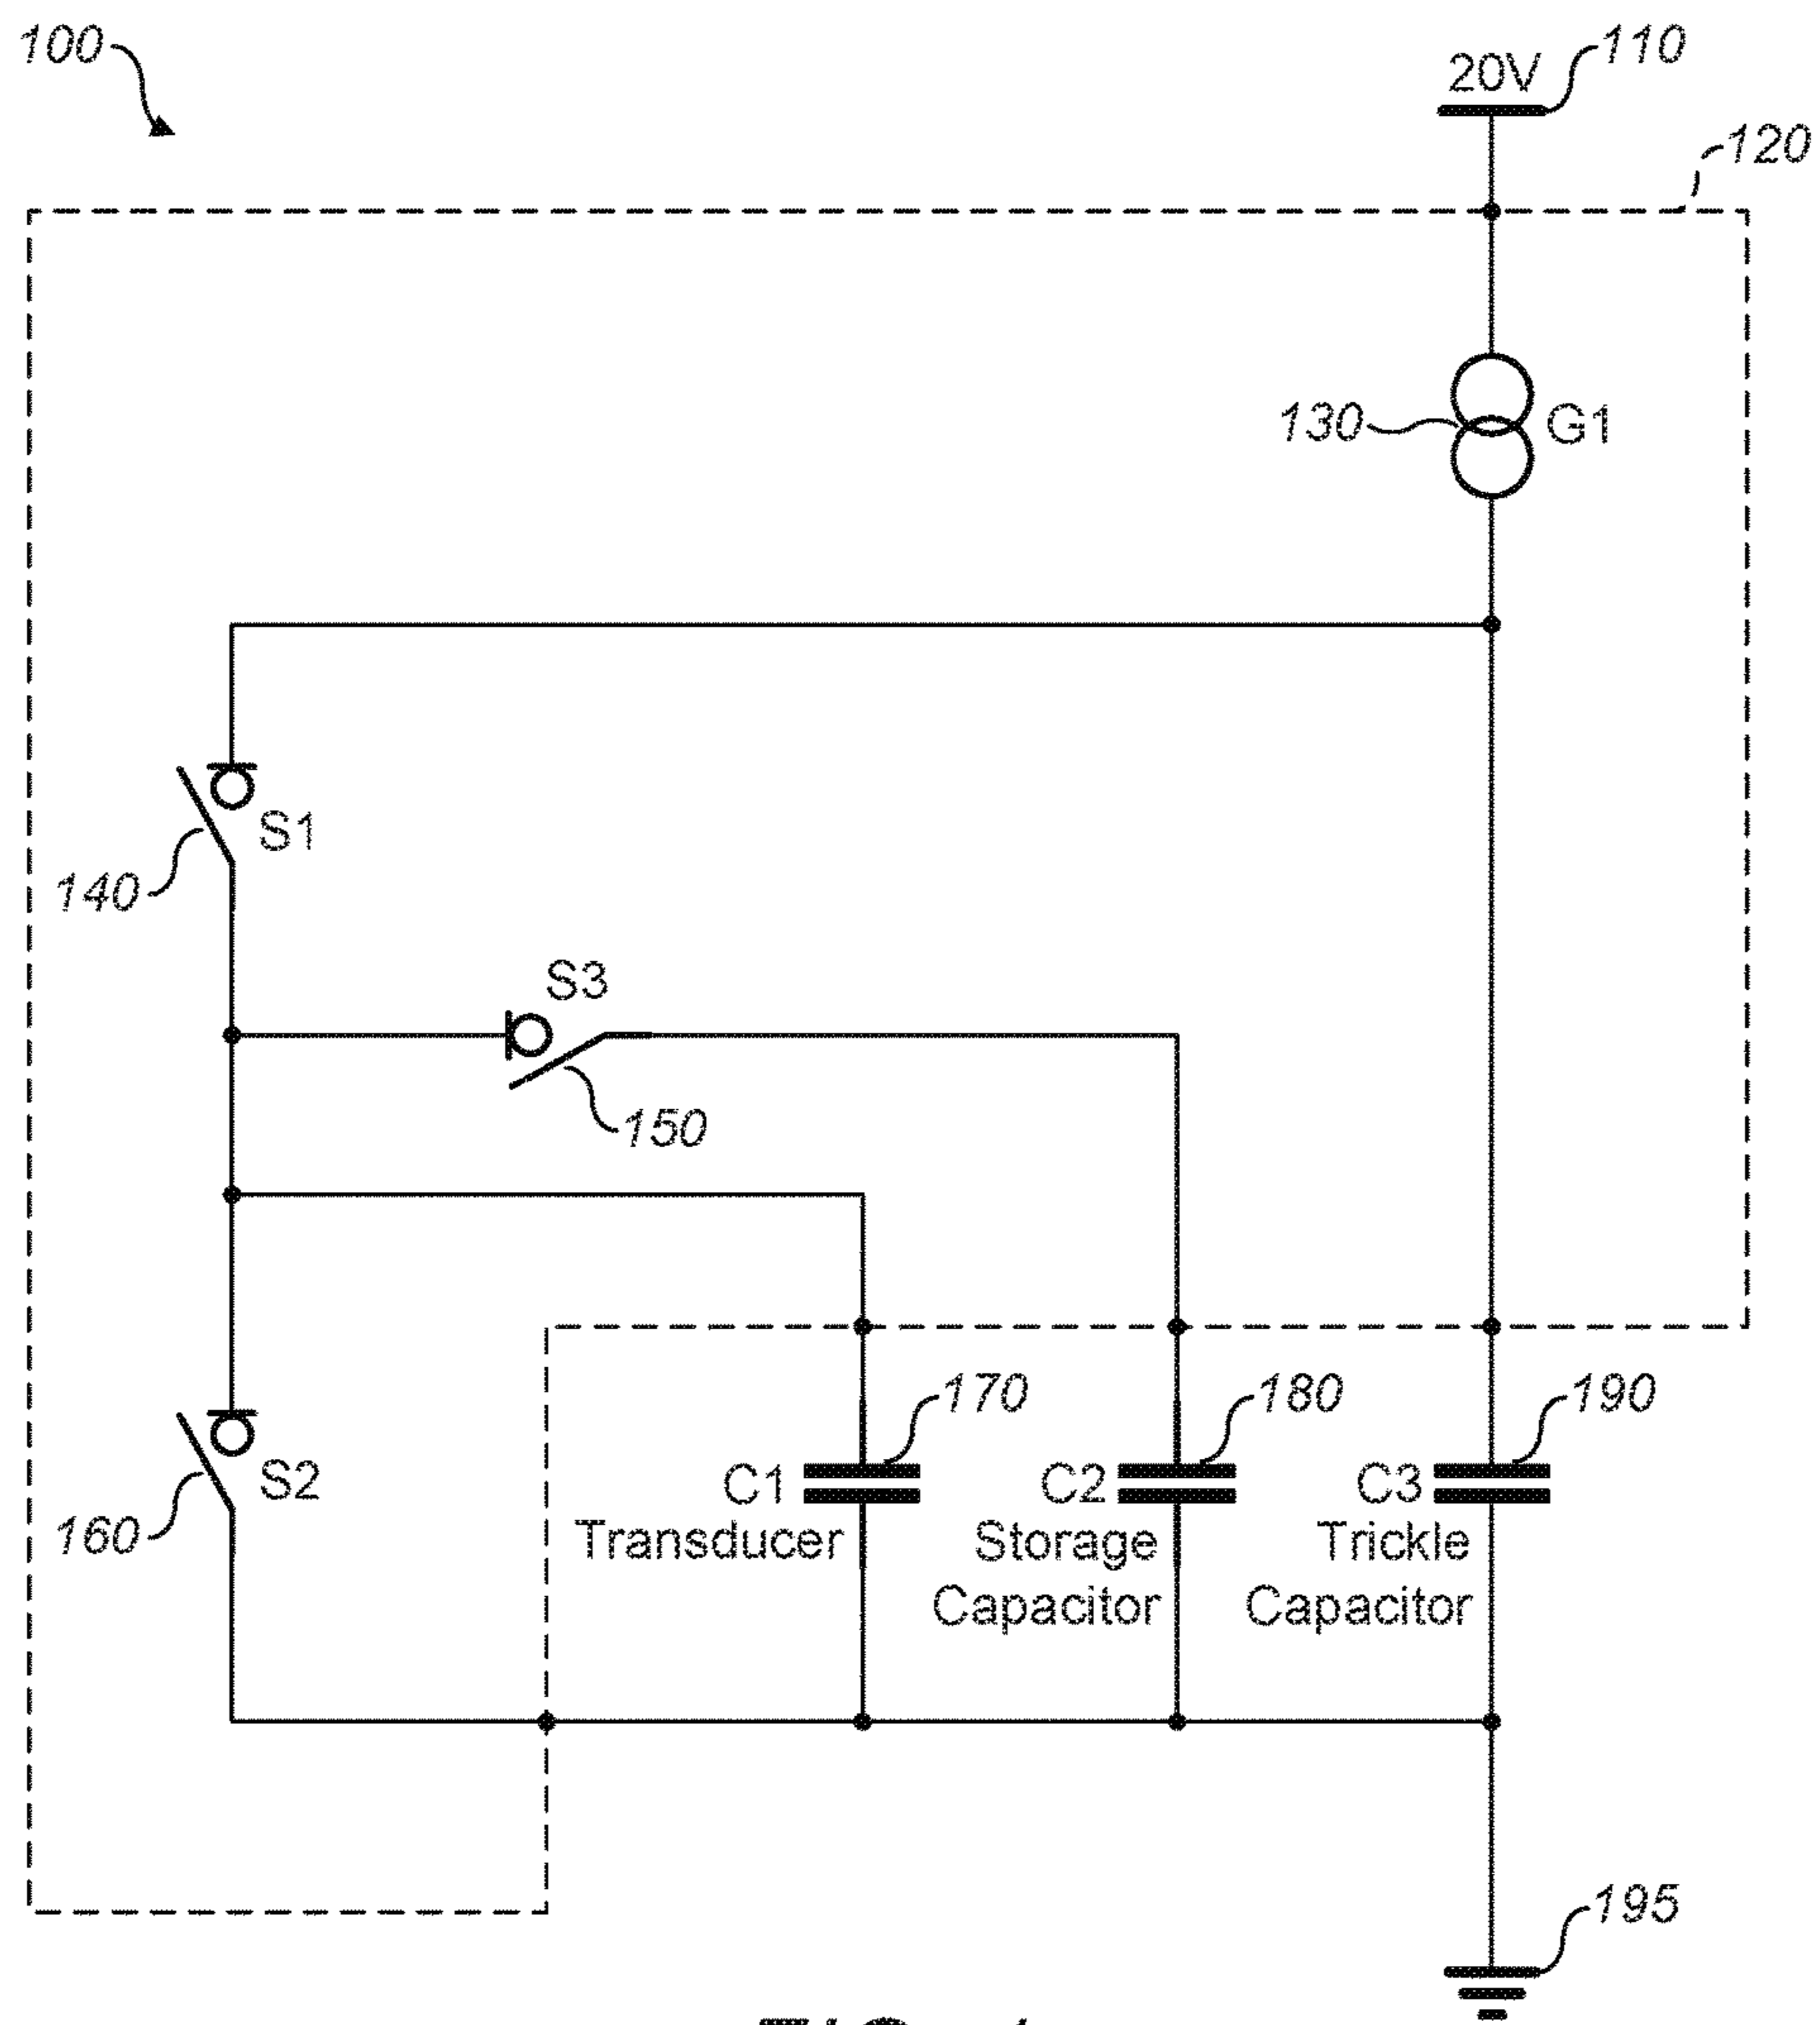 100
110
20V
120
130
G1
S1
140
S3
150
170
180
190
C1
Transducer
C2
Storage
Capacitor
C3
Trickle
Capacitor
S2
160
195